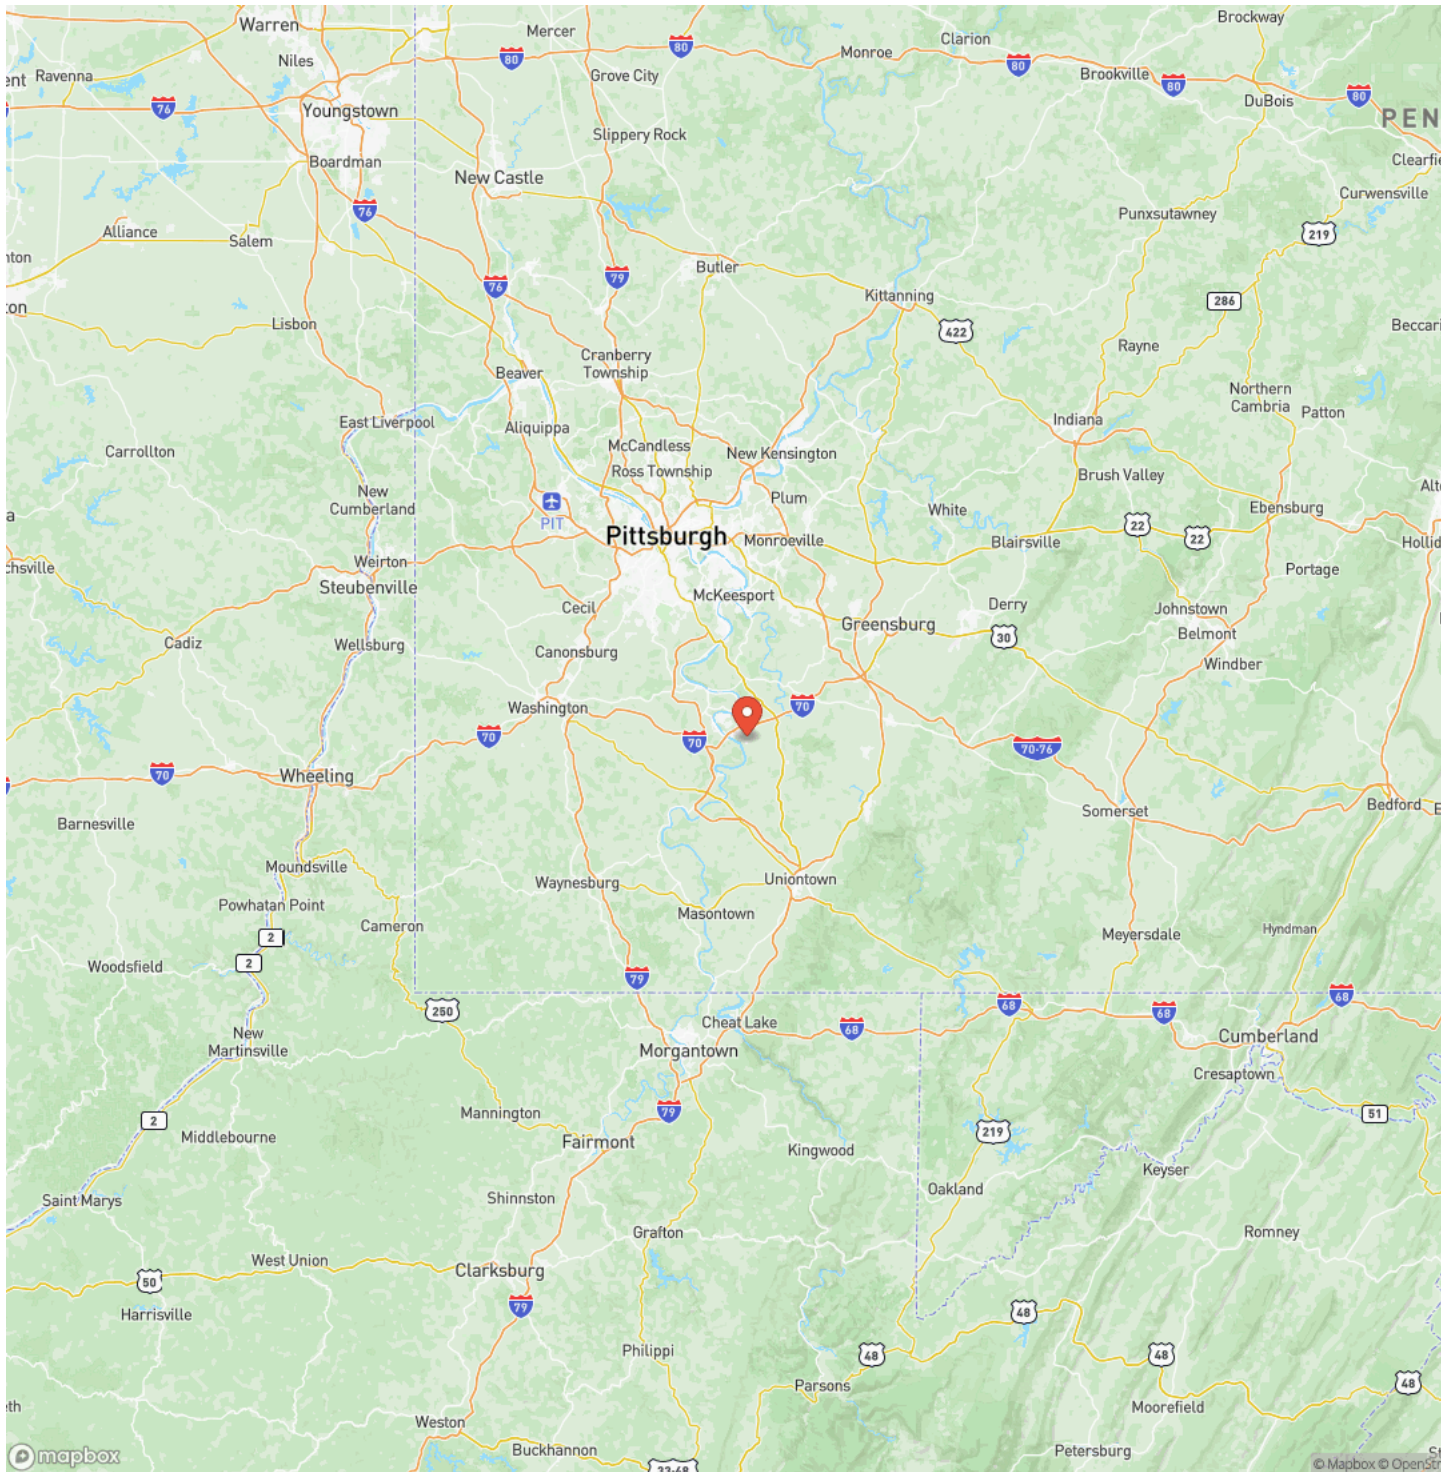 Brockway
Warren
Mercer
Clarion
Monroe
80
80
80
Niles
Ravenna
Grove City
Brookville
80
80
DuBois
76
Youngstown
PEN
Slippery Rock
Boardman
Clearfie
New Castle
Curwensville
76
Punxsutawney
Alliance
Salem
219
nton
Butler
79
76
Kittanning
286
ton
Lisbon
422
Beccari
Rayne
Cranberry
Township
Beaver
Northern
Cambria
Patton
East Liverpool
Aliquippa
Indiana
McCandless
Carrollton
New Kensington
Ross Township
Brush Valley
New
Cumberland
Plum
White
Ebensburg
PIT
22
22
Pittsburgh
Monroeville
Blairsville
Hollid
Weirton
chsville
Portage
Steubenville
McKeesport
Cecil
Derry
Johnstown
Greensburg
30
Belmont
Cadiz
Wellsburg
Canonsburg
Windber
Washington
70
70
70
70-76
Wheeling
70
Somerset
Bedford
Barnesville
Moundsville
Waynesburg
Uniontown
Powhatan Point
Masontown
Cameron
Hyndman
Meyersdale
2
2
Woodsfield
79
68
68
68
250
Cheat Lake
68
New
Martinsville
Morgantown
Cumberland
Cresaptown
Mannington
79
51
2
Middlebourne
Fairmont
219
Kingwood
Keyser
Saint Marys
Shinnston
Oakland
Grafton
Romney
West Union
Clarksburg
50
79
Harrisville
48
Philippi
48
48
Parsons
48
eth
Moorefield
Weston
Buckhannon
Petersburg
mapbox
© Mapbox © OpenStr